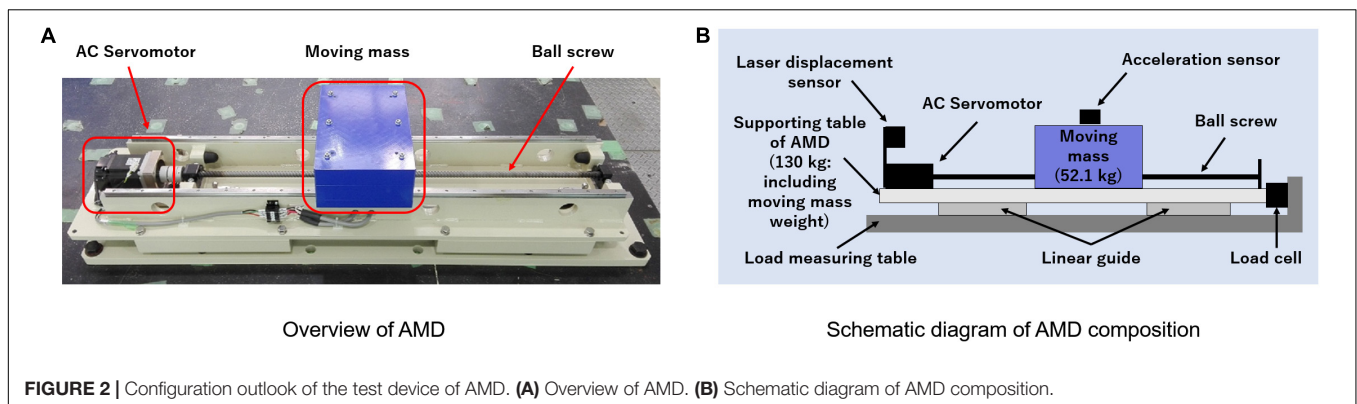 A
AC Servomotor
Moving mass
Ball screw
Overview of AMD
B
Laser displacement
sensor
AC Servomotor
Acceleration sensor
Supporting table
of AMD
(130 kg:
including
moving mass
weight)
Moving
mass
(52.1 kg)
Ball screw
Load measuring table
Linear guide
Load cell
Schematic diagram of AMD composition
FIGURE 2 | Configuration outlook of the test device of AMD. (A) Overview of AMD. (B) Schematic diagram of AMD composition.